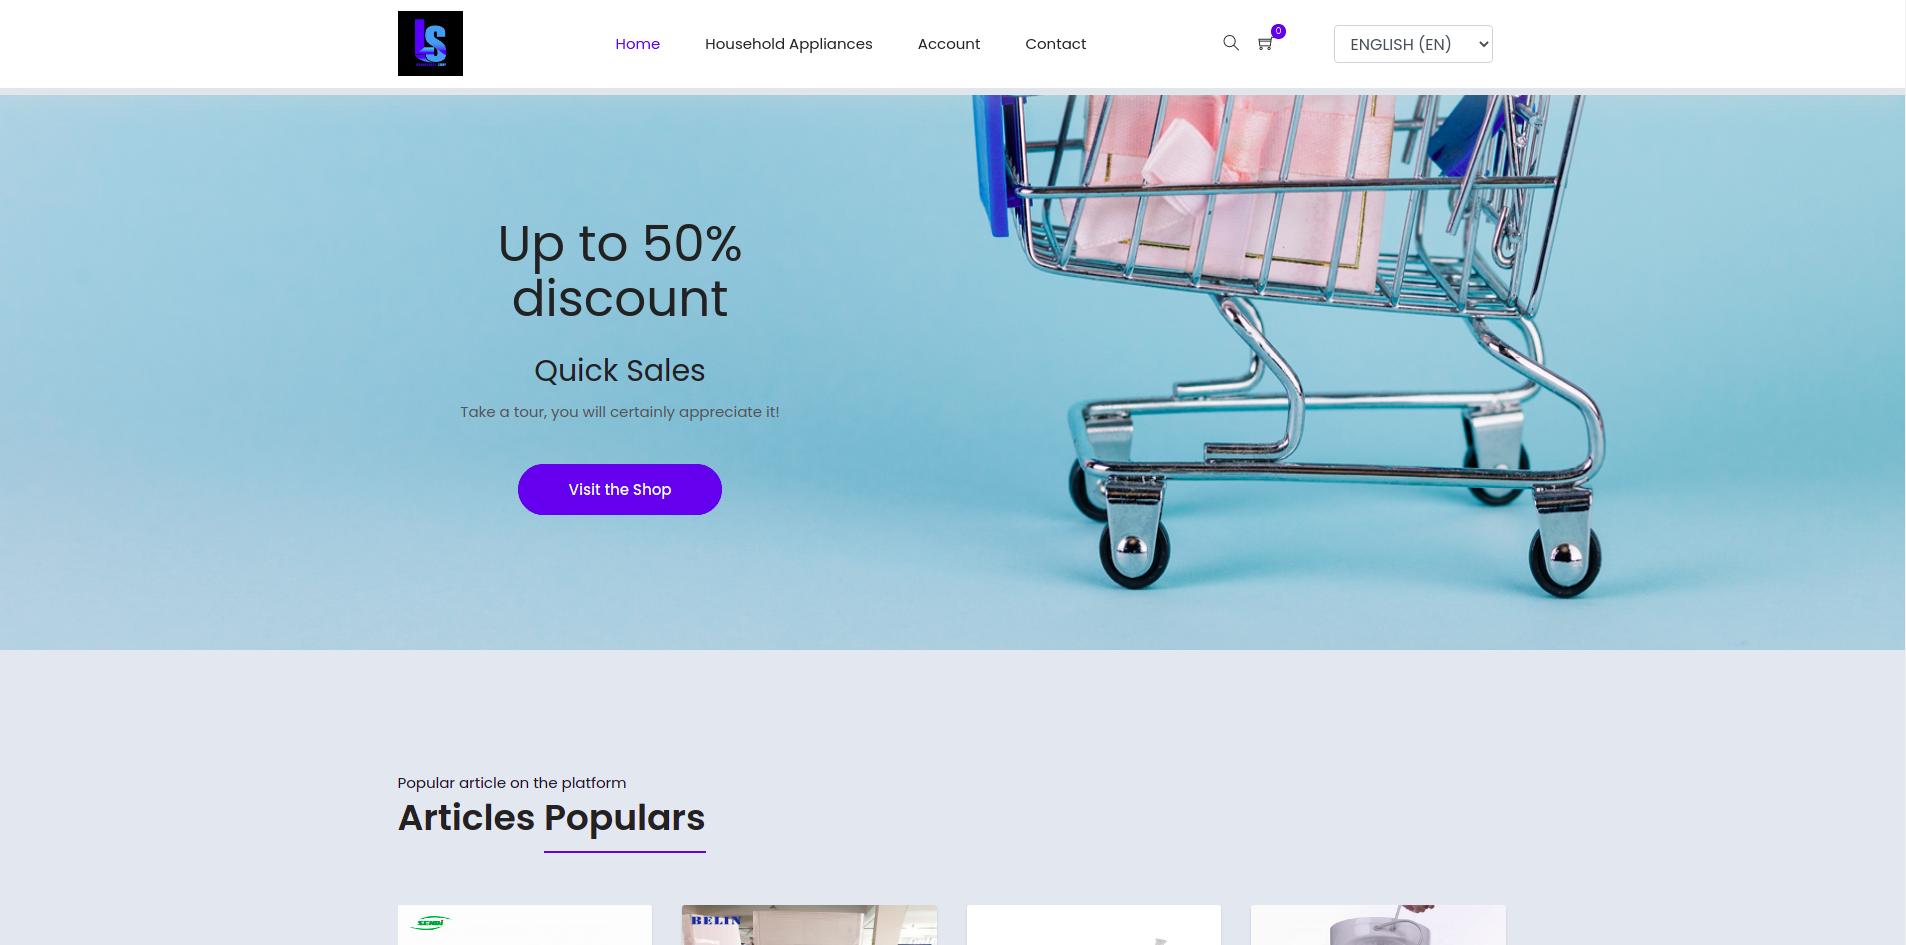 LS
Home
Household Appliances
Account
Contact
0
ENGLISH (EN)
Up to 50%
discount
Quick Sales
Take a tour, you will certainly appreciate it!
Visit the Shop
Popular article on the platform
Articles Populars
SENBI
BELIN